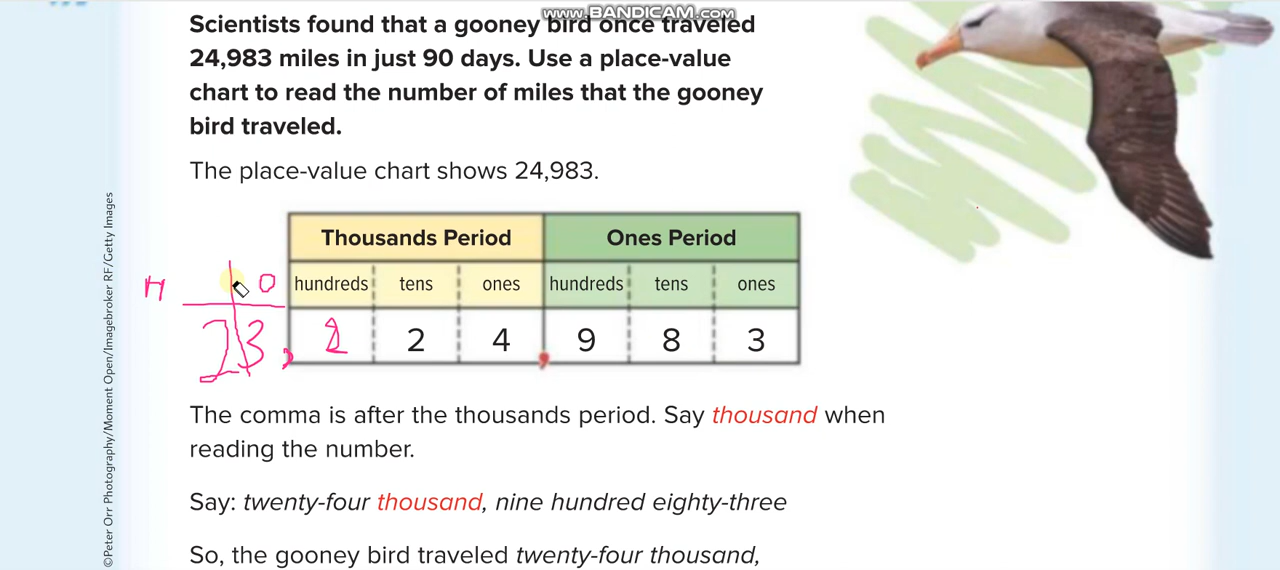 www.BANDICAM.com
Scientists found that a gooney bird once traveled
24,983 miles in just 90 days. Use a place-value
chart to read the number of miles that the gooney
bird traveled.
The place-value chart shows 24,983.
Thousands Period Ones Period
H O hundreds tens ones hundreds tens ones
23, 2 2 4 , 9 8 3
The comma is after the thousands period. Say thousand when
reading the number.
Say: twenty-four thousand, nine hundred eighty-three
So, the gooney bird traveled twenty-four thousand,
©Peter Orr Photography/Moment Open/Imagebroker RF/Getty Images